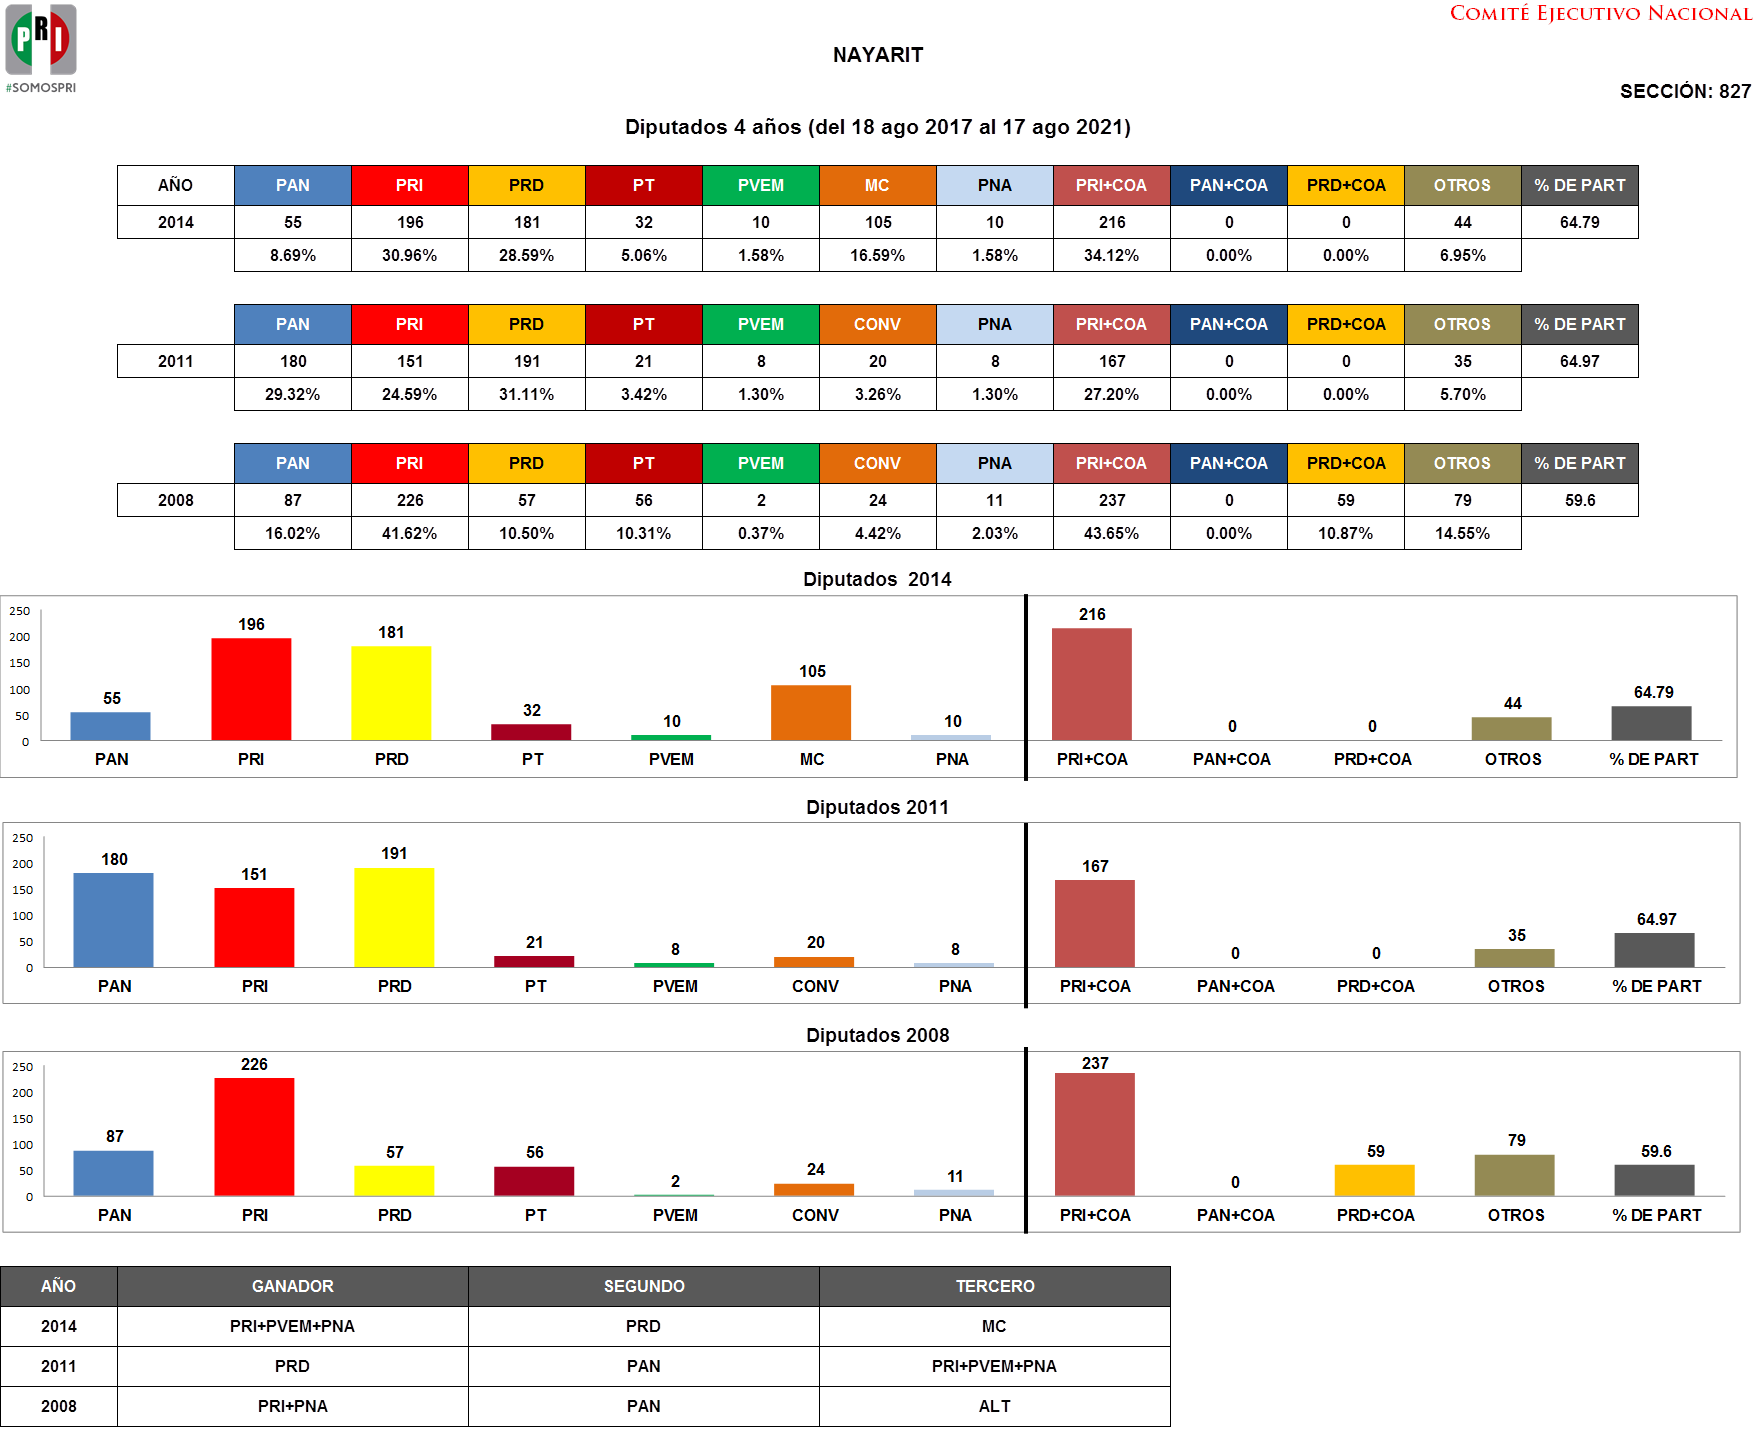 PRI
#SOMOSPRI
COMITÉ EJECUTIVO NACIONAL
NAYARIT
SECCIÓN: 827
Diputados 4 años (del 18 ago 2017 al 17 ago 2021)
AÑO PAN PRI PRD PT PVEM MC PNA PRI+COA PAN+COA PRD+COA OTROS % DE PART
2014 55 196 181 32 10 105 10 216 0 0 44 64.79
8.69% 30.96% 28.59% 5.06% 1.58% 16.59% 1.58% 34.12% 0.00% 0.00% 6.95%
PAN PRI PRD PT PVEM CONV PNA PRI+COA PAN+COA PRD+COA OTROS % DE PART
2011 180 151 191 21 8 20 8 167 0 0 35 64.97
29.32% 24.59% 31.11% 3.42% 1.30% 3.26% 1.30% 27.20% 0.00% 0.00% 5.70%
PAN PRI PRD PT PVEM CONV PNA PRI+COA PAN+COA PRD+COA OTROS % DE PART
2008 87 226 57 56 2 24 11 237 0 59 79 59.6
16.02% 41.62% 10.50% 10.31% 0.37% 4.42% 2.03% 43.65% 0.00% 10.87% 14.55%
Diputados 2014
250
200
150
100
50
0
55 196 181 32 10 105 10 216 0 0 44 64.79
PAN PRI PRD PT PVEM MC PNA PRI+COA PAN+COA PRD+COA OTROS % DE PART
Diputados 2011
250
200
150
100
50
0
180 151 191 21 8 20 8 167 0 0 35 64.97
PAN PRI PRD PT PVEM CONV PNA PRI+COA PAN+COA PRD+COA OTROS % DE PART
Diputados 2008
250
200
150
100
50
0
87 226 57 56 2 24 11 237 0 59 79 59.6
PAN PRI PRD PT PVEM CONV PNA PRI+COA PAN+COA PRD+COA OTROS % DE PART
AÑO GANADOR SEGUNDO TERCERO
2014 PRI+PVEM+PNA PRD MC
2011 PRD PAN PRI+PVEM+PNA
2008 PRI+PNA PAN ALT